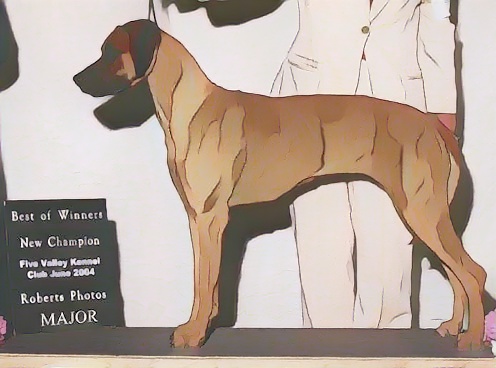 Best of Winners
New Champion
Five Valley Kennel
Club June 2004
Roberts Photos
MAJOR